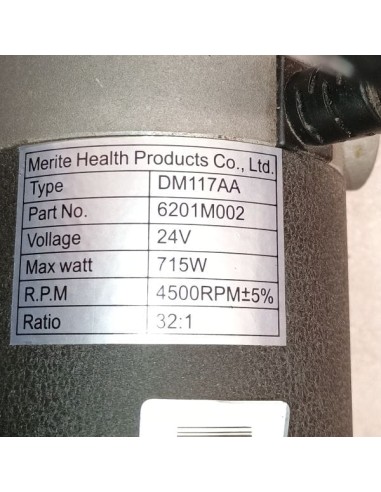 Merite Health Products Co., Ltd.
Type DM117AA
Part No. 6201M002
Vollage 24V
Max watt 715W
R.P.M 4500RPM±5%
Ratio 32:1